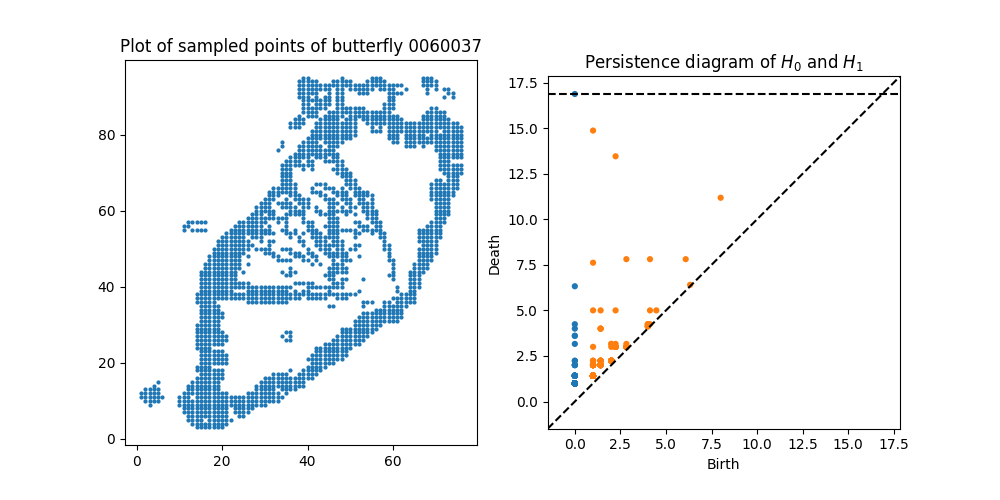 Plot of sampled points of butterfly 0060037
80
60
40
20
0
0 20 40 60
Persistence diagram of $H_0$ and $H_1$
17.5
15.0
12.5
10.0
7.5
5.0
2.5
0.0
Death
0.0 2.5 5.0 7.5 10.0 12.5 15.0 17.5
Birth